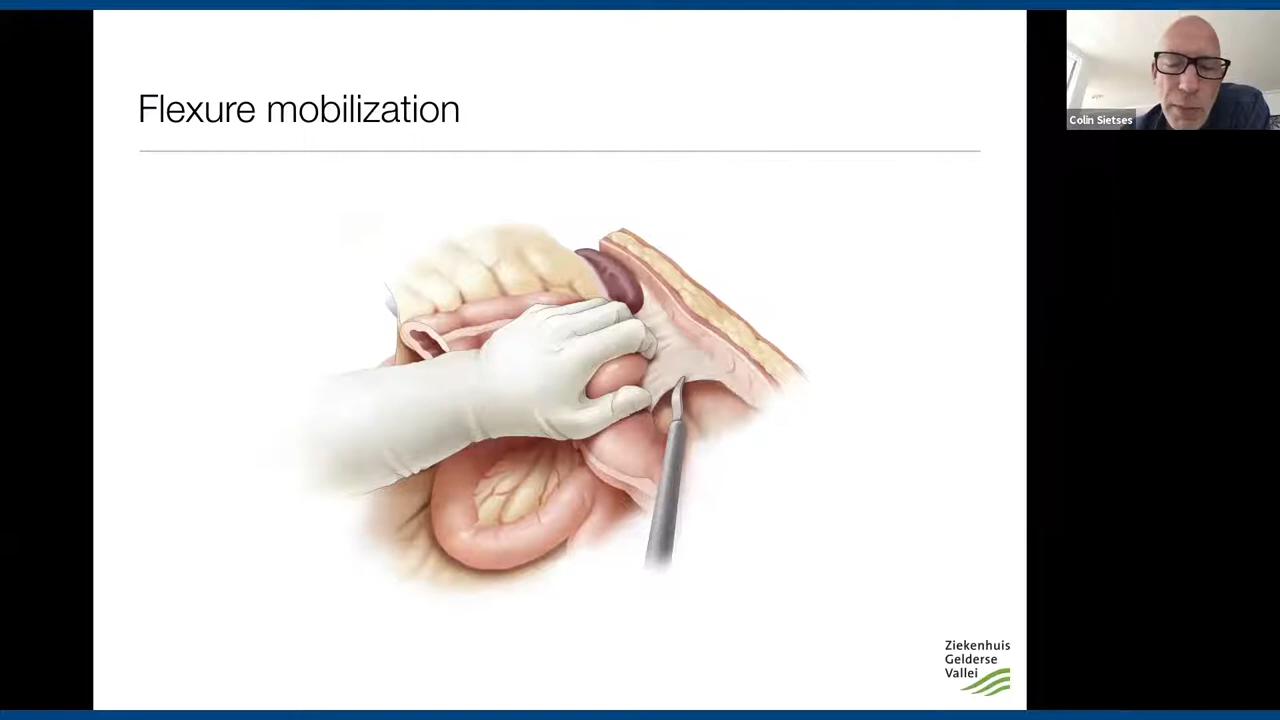 Flexure mobilization
Colin Sietses
Ziekenhuis
Gelderse
Vallei